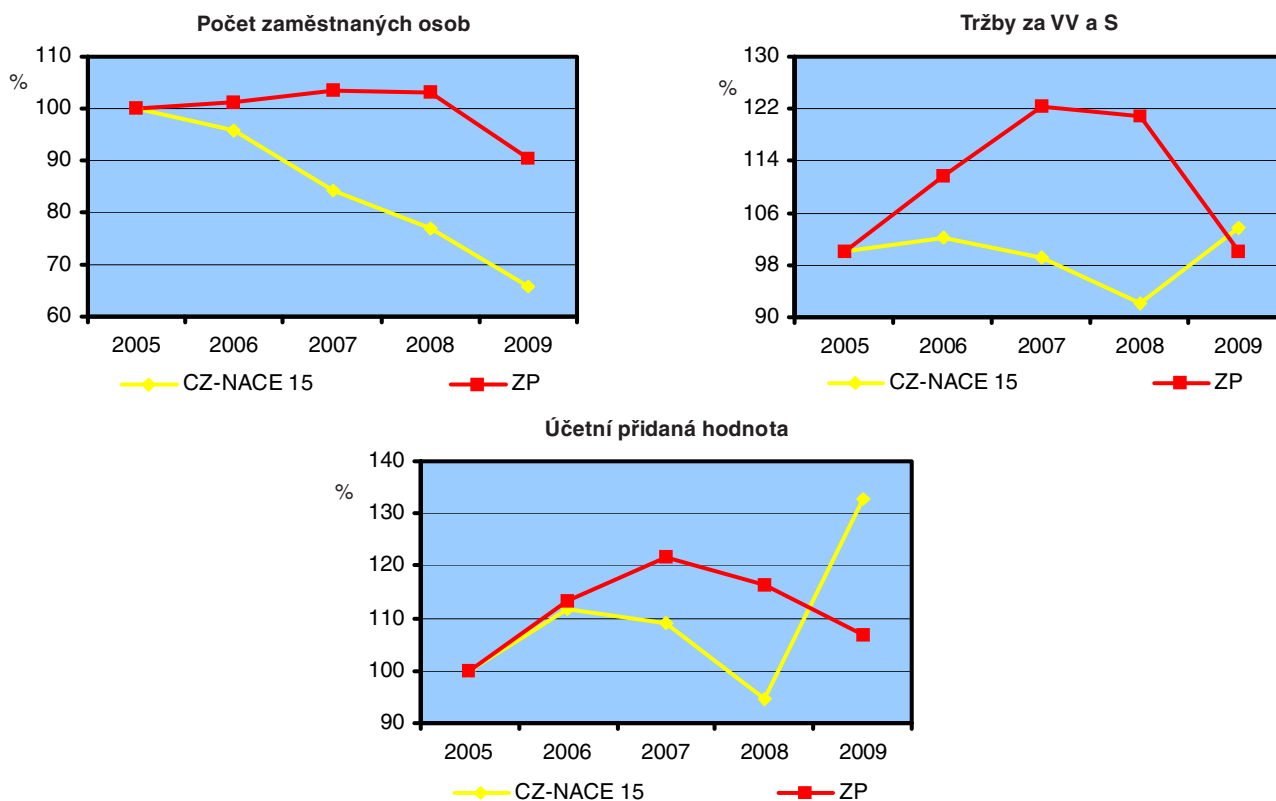 Počet zaměstnaných osob
%
110
100
90
80
70
60
2005 2006 2007 2008 2009
CZ-NACE 15 ZP
Tržby za VV a S
%
130
122
114
106
98
90
2005 2006 2007 2008 2009
CZ-NACE 15 ZP
Účetní přidaná hodnota
%
140
130
120
110
100
90
2005 2006 2007 2008 2009
CZ-NACE 15 ZP